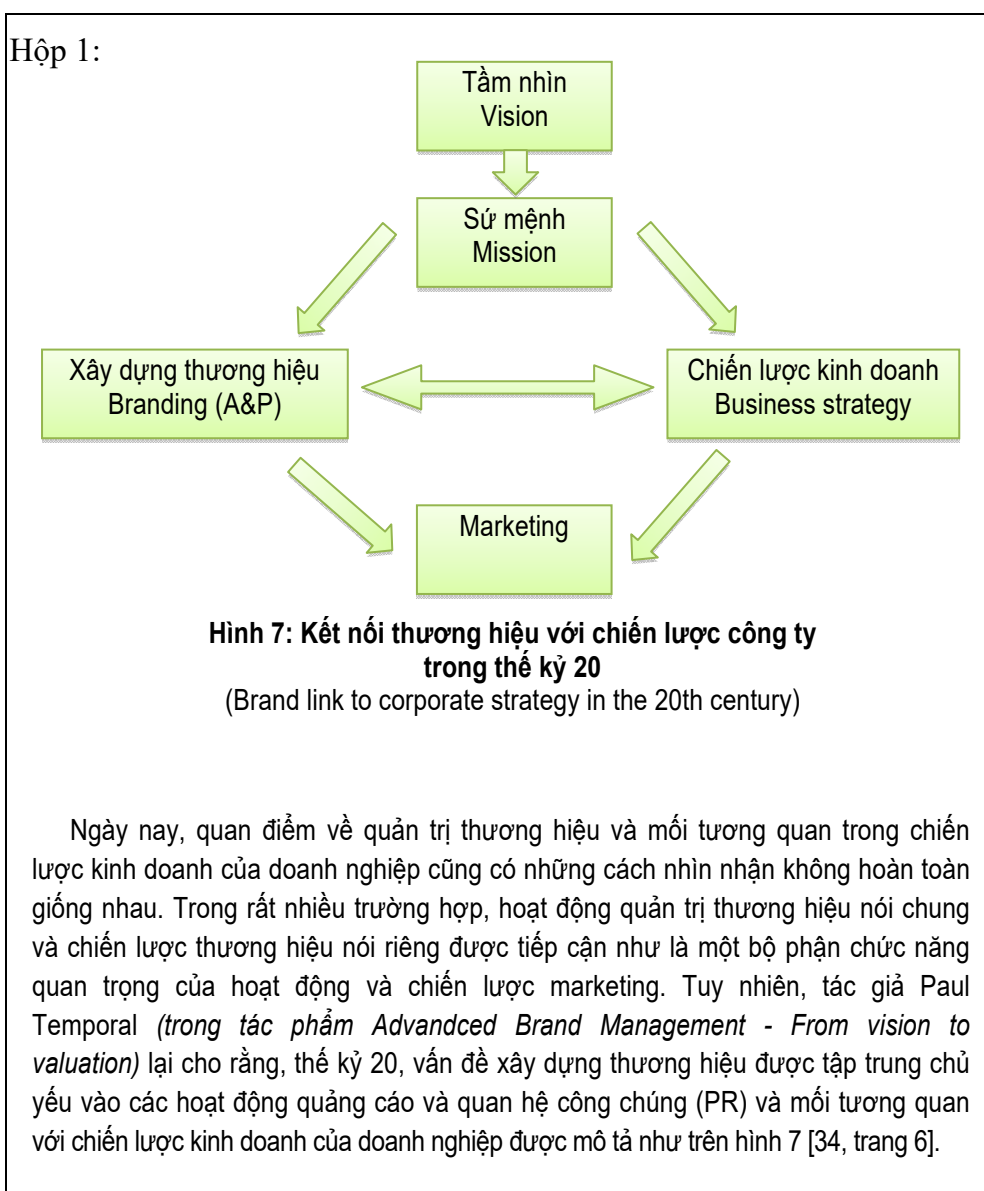 Hộp 1:
Tầm nhìn
Vision
Sứ mệnh
Mission
Xây dựng thương hiệu
Branding (A&P)
Chiến lược kinh doanh
Business strategy
Marketing
Hình 7: Kết nối thương hiệu với chiến lược công ty
trong thế kỷ 20
(Brand link to corporate strategy in the 20th century)
Ngày nay, quan điểm về quản trị thương hiệu và mối tương quan trong chiến
lược kinh doanh của doanh nghiệp cũng có những cách nhìn nhận không hoàn toàn
giống nhau. Trong rất nhiều trường hợp, hoạt động quản trị thương hiệu nói chung
và chiến lược thương hiệu nói riêng được tiếp cận như là một bộ phận chức năng
quan trọng của hoạt động và chiến lược marketing. Tuy nhiên, tác giả Paul
Temporal (trong tác phẩm Advandced Brand Management - From vision to
valuation) lại cho rằng, thế kỷ 20, vấn đề xây dựng thương hiệu được tập trung chủ
yếu vào các hoạt động quảng cáo và quan hệ công chúng (PR) và mối tương quan
với chiến lược kinh doanh của doanh nghiệp được mô tả như trên hình 7 [34, trang 6].